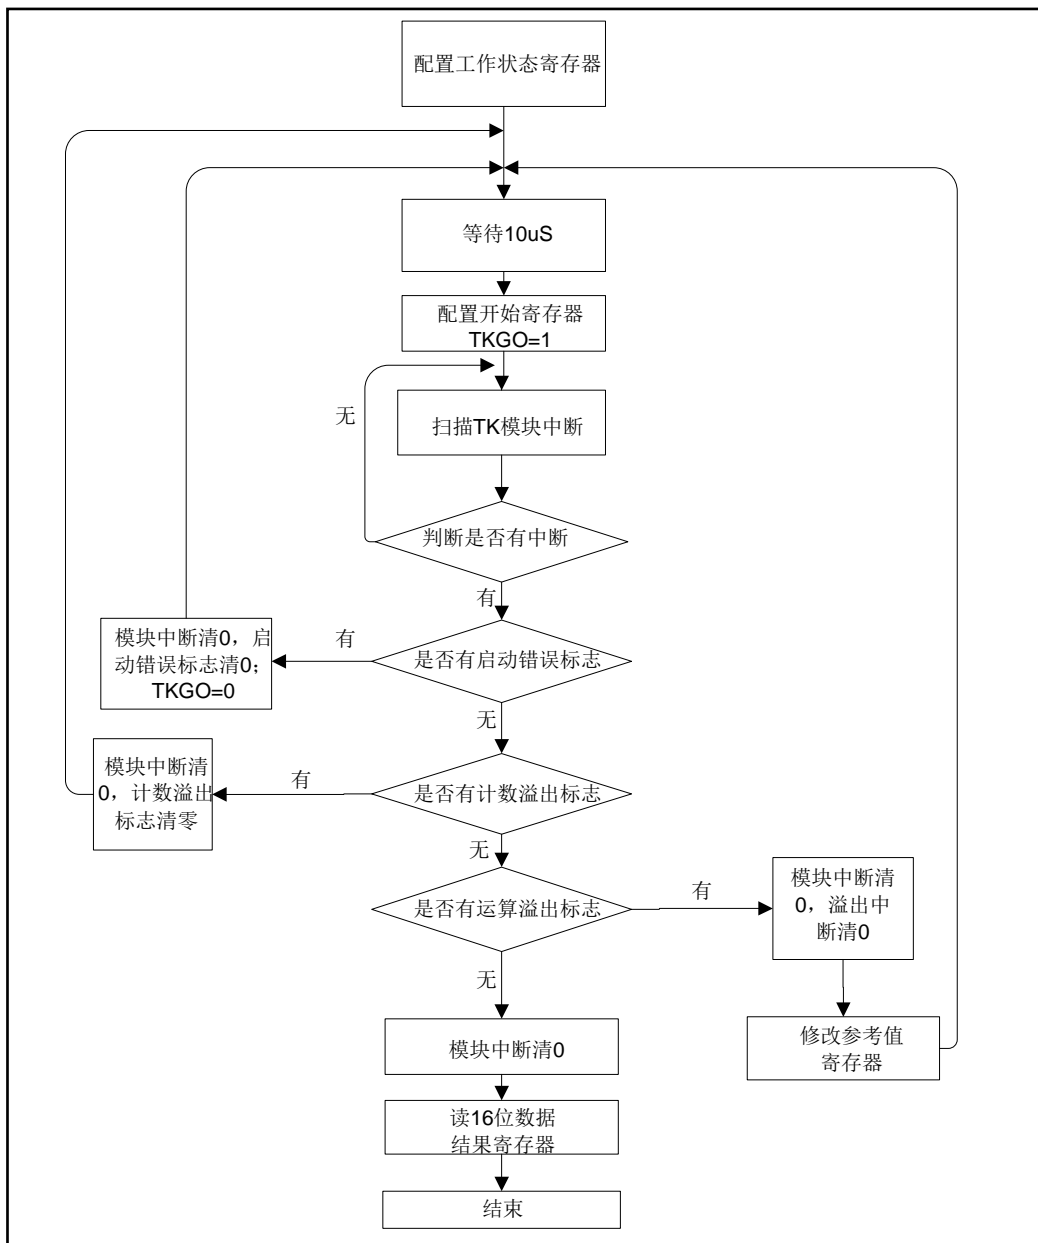 配置工作状态寄存器
等待10uS
配置开始寄存器
TKGO=1
无
扫描TK模块中断
判断是否有中断
有
模块中断清0，启
动错误标志清0；
TKGO=0
有
是否有启动错误标志
无
模块中断清
0，计数溢出
标志清零
有
是否有计数溢出标志
无
是否有运算溢出标志
有
模块中断清
0，溢出中
断清0
无
修改参考值
寄存器
模块中断清0
读16位数据
结果寄存器
结束